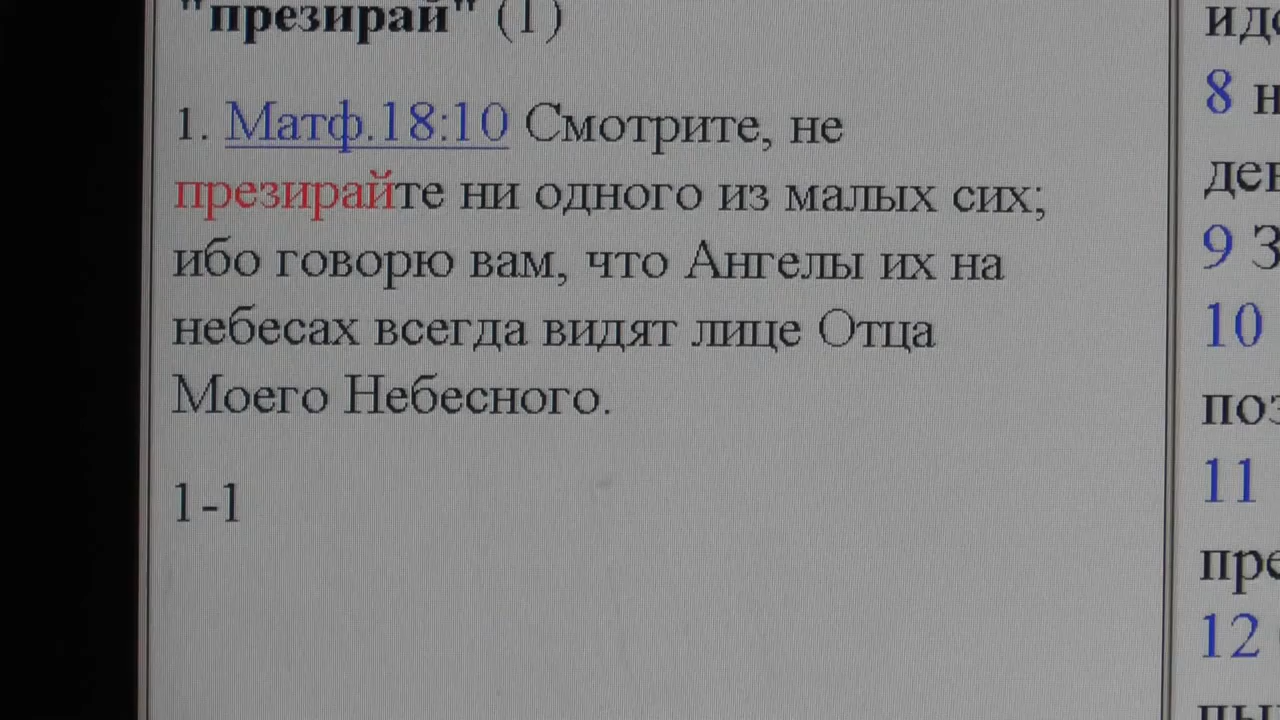 "презирай" (1)
1. Матф.18:10 Смотрите, не
презирайте ни одного из малых сих;
ибо говорю вам, что Ангелы их на
небесах всегда видят лице Отца
Моего Небесного.
1-1
8
9
10
11
12